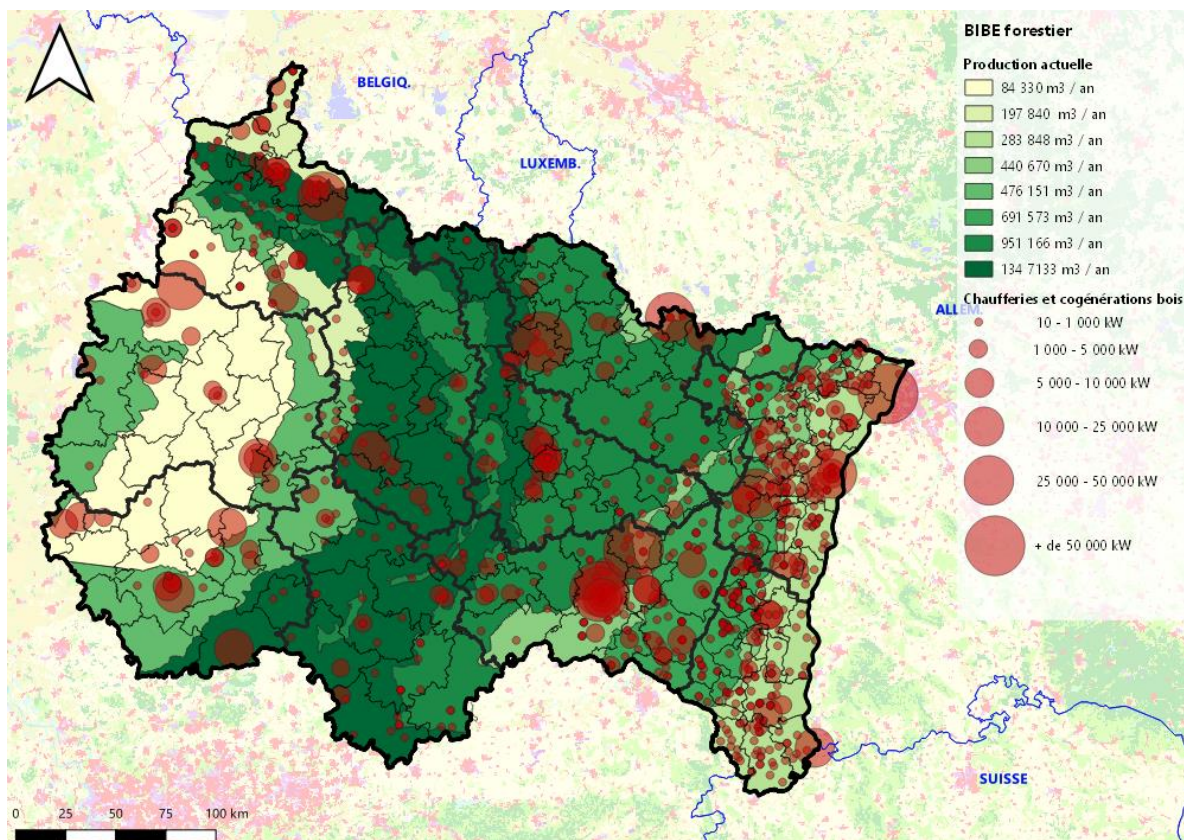 BIBE forestier
Production actuelle
84 330 m3 / an
197 840 m3 / an
283 848 m3 / an
440 670 m3 / an
476 151 m3 / an
691 573 m3 / an
951 166 m3 / an
134 7133 m3 / an
Chaufferies et cogénérations bois
10 - 1 000 kW
1 000 - 5 000 kW
5 000 - 10 000 kW
10 000 - 25 000 kW
25 000 - 50 000 kW
+ de 50 000 kW
BELGIQ.
LUXEMB.
ALLEM.
SUISSE
0 25 50 75 100 km